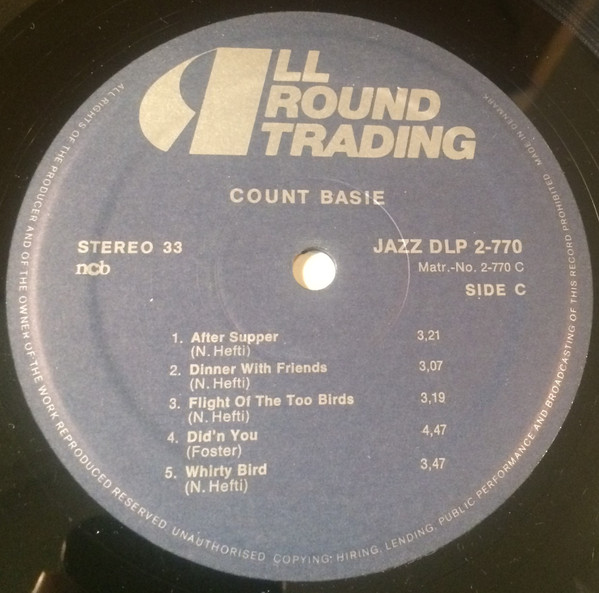 ALL
ROUND
TRADING
COUNT BASIE
STEREO 33
ncb
JAZZ DLP 2-770
Matr.-No. 2-770 C
SIDE C
1. After Supper 3,21
(N. Hefti)
2. Dinner With Friends 3,07
(N. Hefti)
3. Flight Of The Too Birds 3,19
(N. Hefti)
4. Did'n You 4,47
(Foster)
5. Whirty Bird 3,47
(N. Hefti)
ALL RIGHTS OF THE PRODUCER AND OF THE OWNER OF THE WORK REPRODUCED RESERVED. UNAUTHORISED COPYING, HIRING, LENDING, PUBLIC PERFORMANCE AND BROADCASTING OF THIS RECORD PROHIBITED. MADE IN DENMARK.